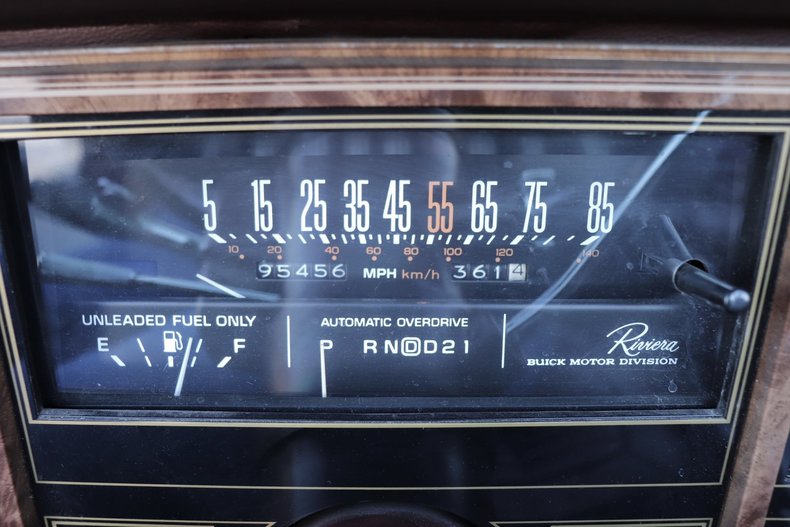 5 15 25 35 45 55 65 75 85
10 20 40 60 80 100 120 140
95456 MPH km/h 3614
UNLEADED FUEL ONLY
E F
AUTOMATIC OVERDRIVE
P R N D D 2 1
Riviera
BUICK MOTOR DIVISION